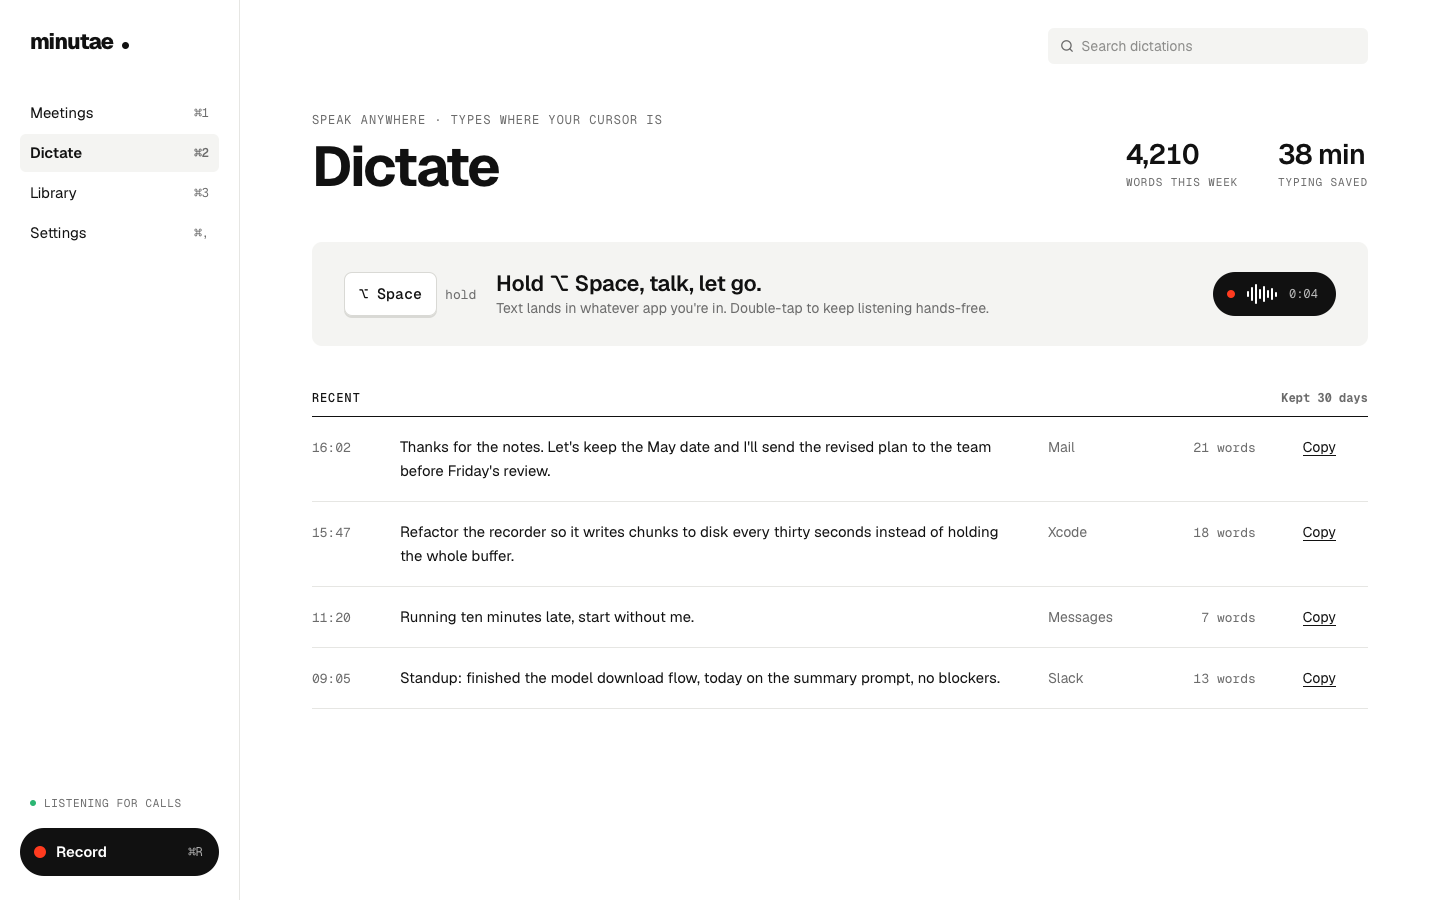 minutae
Search dictations
Meetings ⌘1
Dictate ⌘2
Library ⌘3
Settings ⌘,
SPEAK ANYWHERE · TYPES WHERE YOUR CURSOR IS
Dictate
4,210
WORDS THIS WEEK
38 min
TYPING SAVED
⌥ Space hold
Hold ⌥ Space, talk, let go.
Text lands in whatever app you're in. Double-tap to keep listening hands-free.
0:04
RECENT Kept 30 days
16:02 Thanks for the notes. Let's keep the May date and I'll send the revised plan to the team Mail 21 words Copy
before Friday's review.
15:47 Refactor the recorder so it writes chunks to disk every thirty seconds instead of holding Xcode 18 words Copy
the whole buffer.
11:20 Running ten minutes late, start without me. Messages 7 words Copy
09:05 Standup: finished the model download flow, today on the summary prompt, no blockers. Slack 13 words Copy
LISTENING FOR CALLS
Record ⌘R